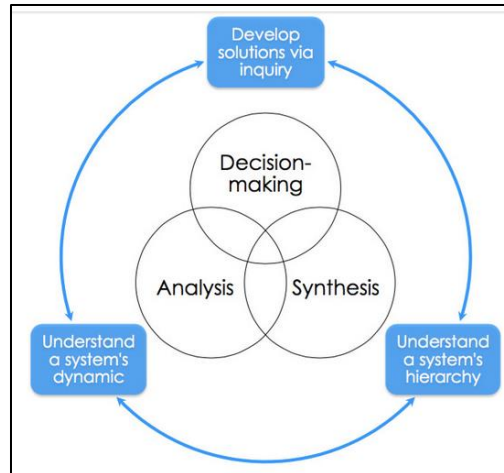 Develop
solutions via
inquiry
Decision-
making
Analysis
Synthesis
Understand
a system's
dynamic
Understand
a system's
hierarchy